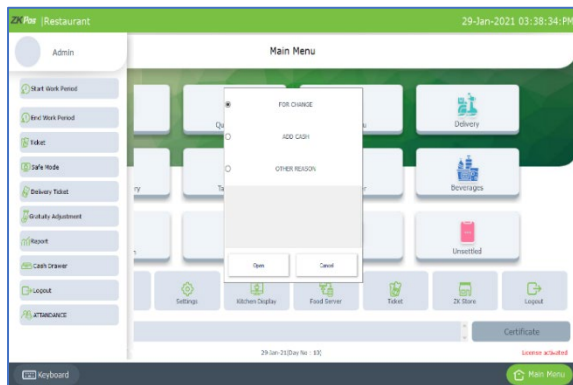 ZKPos |Restaurant
29-Jan-2021 03:38:34:PM
Admin
Main Menu
Start Work Period
End Work Period
Ticket
Safe Mode
Delivery Ticket
Gratuity Adjustment
Report
Cash Drawer
Logout
ATTANDANCE
FOR CHANGE
ADD CASH
OTHER REASON
Open
Cancel
Delivery
Beverages
Unsettled
Settings
Kitchen Display
Food Server
Ticket
ZK Store
Logout
Certificate
29-Jan-21(Day No : 13)
License activated
Keyboard
Main Menu